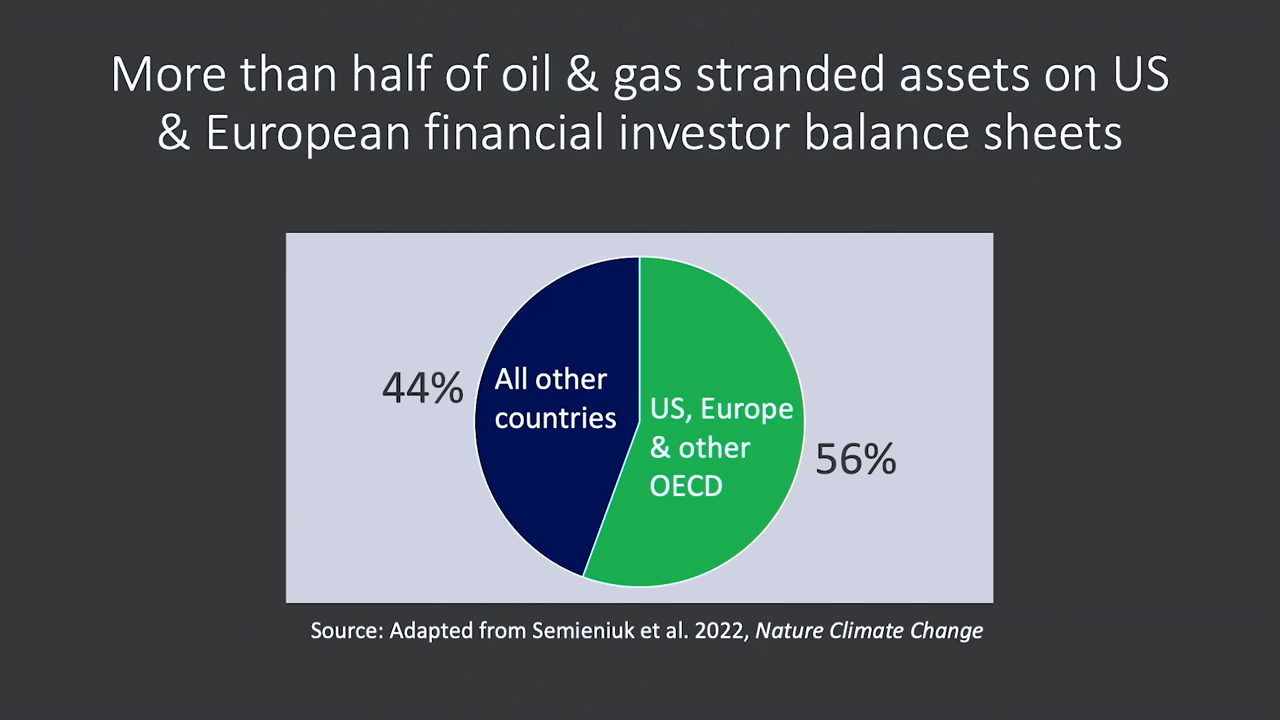 More than half of oil & gas stranded assets on US
& European financial investor balance sheets
44%
All other
countries
US, Europe
& other
OECD
56%
Source: Adapted from Semieniuk et al. 2022, Nature Climate Change